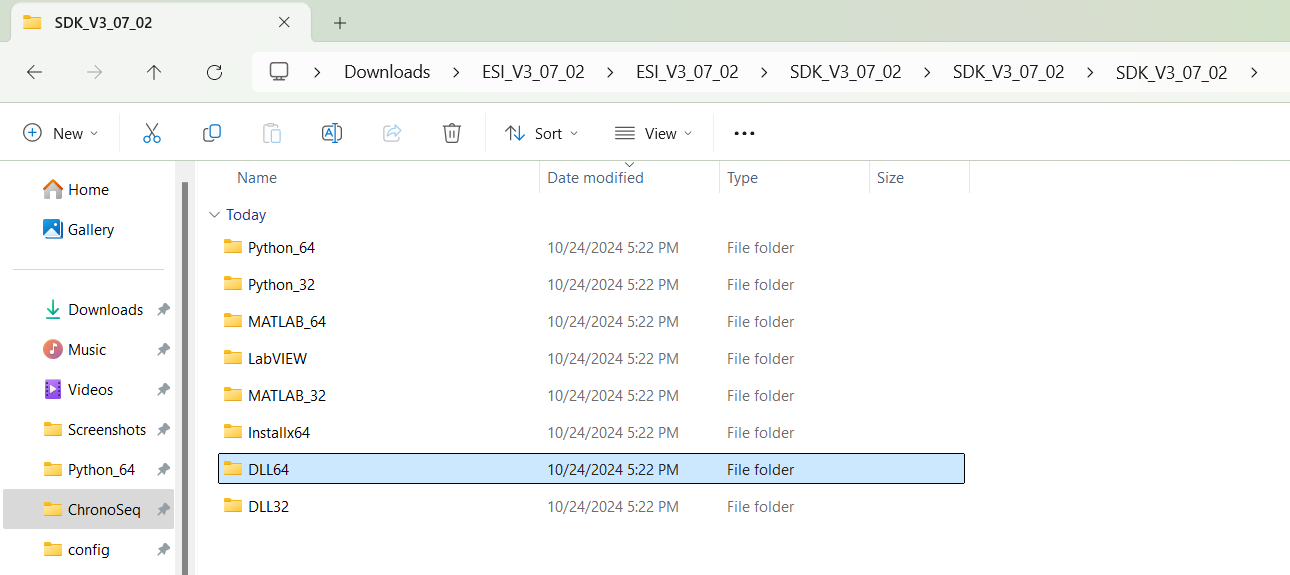 SDK_V3_07_02
Downloads > ESI_V3_07_02 > ESI_V3_07_02 > SDK_V3_07_02 > SDK_V3_07_02 > SDK_V3_07_02 >
New Sort View
Name Date modified Type Size
Home
Gallery
Downloads
Music
Videos
Screenshots
Python_64
ChronoSeq
config
Today
Python_64 10/24/2024 5:22 PM File folder
Python_32 10/24/2024 5:22 PM File folder
MATLAB_64 10/24/2024 5:22 PM File folder
LabVIEW 10/24/2024 5:22 PM File folder
MATLAB_32 10/24/2024 5:22 PM File folder
Installx64 10/24/2024 5:22 PM File folder
DLL64 10/24/2024 5:22 PM File folder
DLL32 10/24/2024 5:22 PM File folder